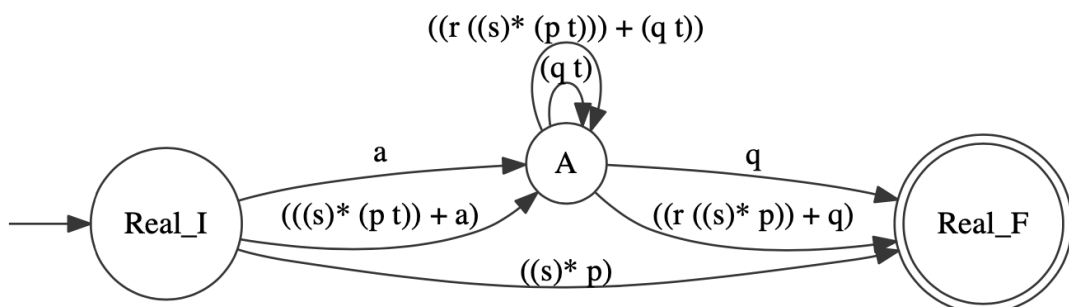 ((r ((s)* (p t))) + (q t))
(q t)
a
A
q
Real_I
(((s)* (p t)) + a)
((r ((s)* p)) + q)
Real_F
((s)* p)